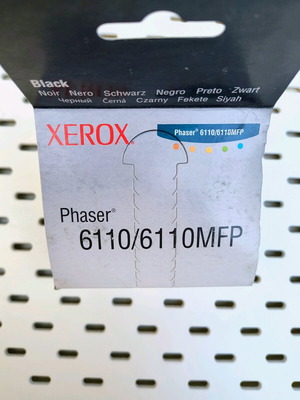 Black
Noir Nero Schwarz Negro Preto Zwart
Черный Černá Czarny Fekete Siyah
XEROX®
Phaser® 6110/6110MFP
Phaser®
6110/6110MFP